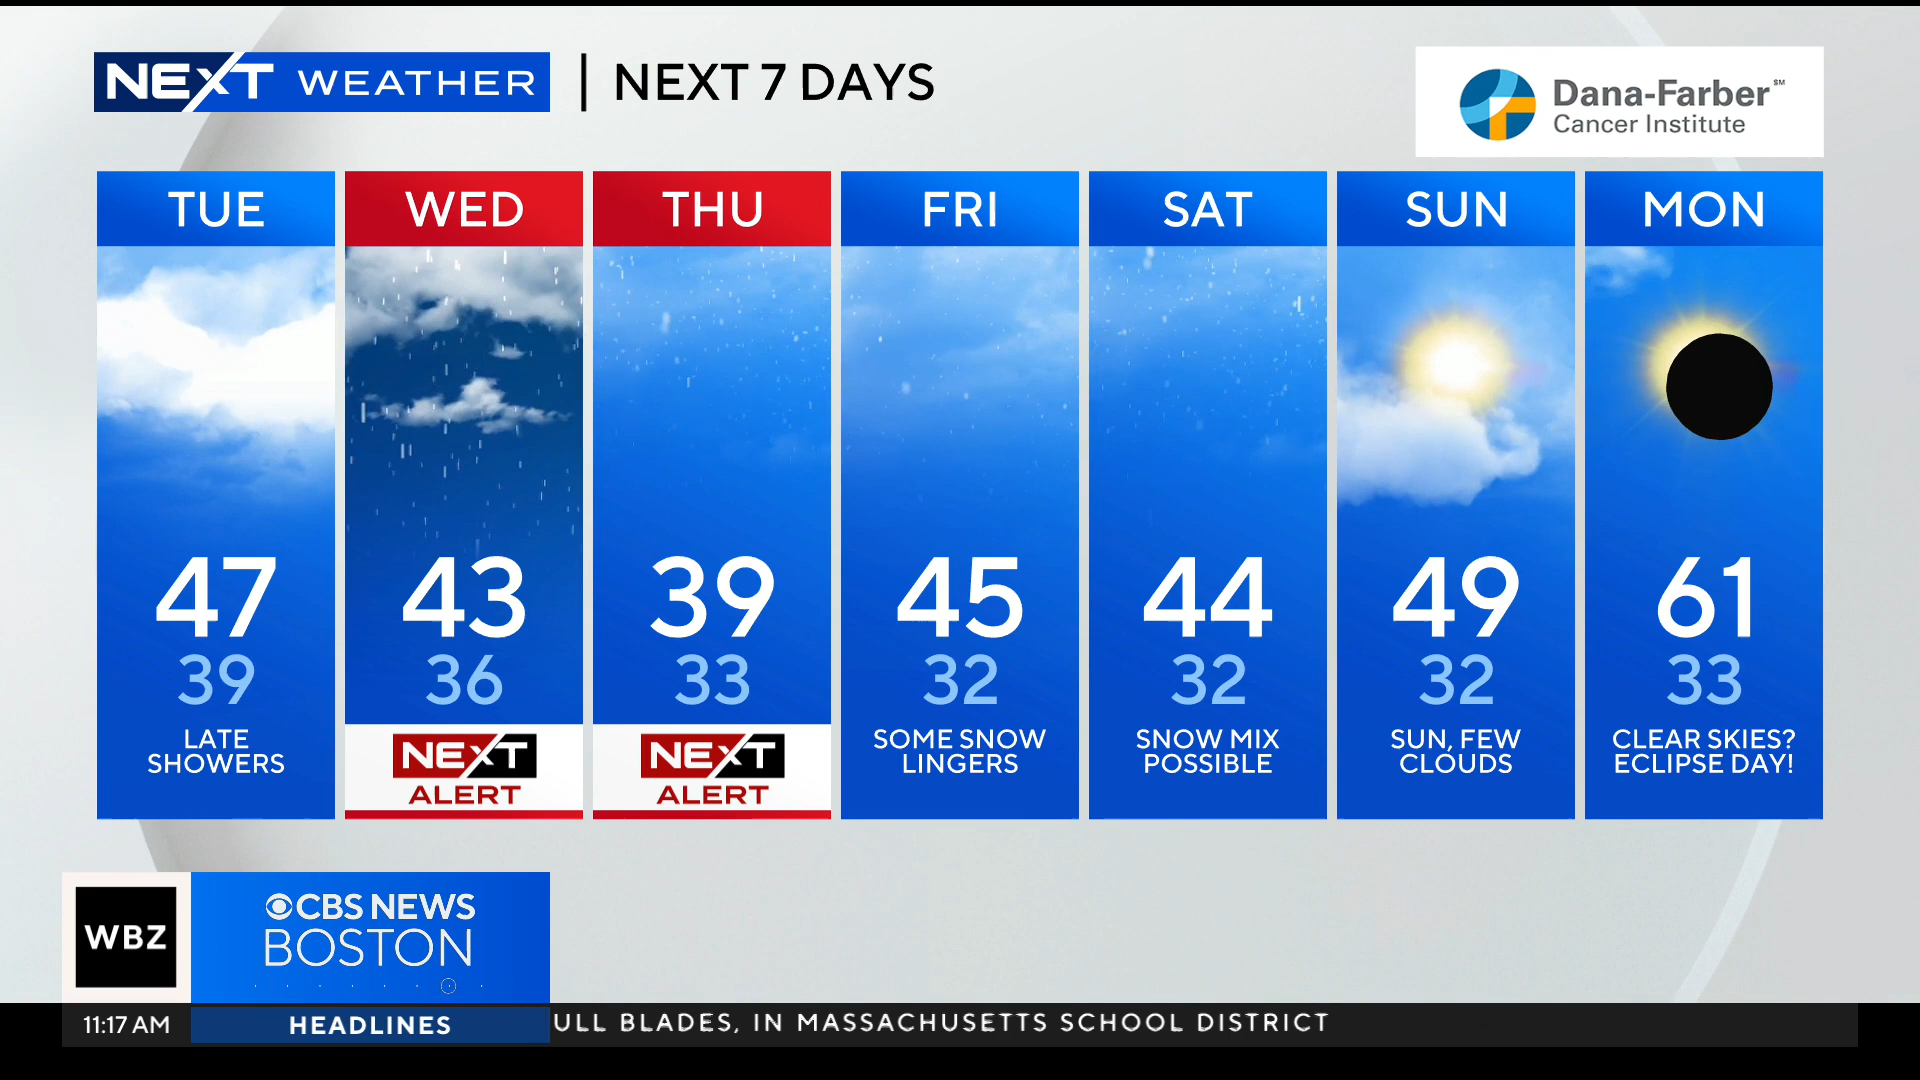 NEXT WEATHER | NEXT 7 DAYS
Dana-Farber℠
Cancer Institute
TUE
47
39
LATE
SHOWERS
WED
43
36
NEXT
ALERT
THU
39
33
NEXT
ALERT
FRI
45
32
SOME SNOW
LINGERS
SAT
44
32
SNOW MIX
POSSIBLE
SUN
49
32
SUN, FEW
CLOUDS
MON
61
33
CLEAR SKIES?
ECLIPSE DAY!
WBZ
CBS NEWS
BOSTON
11:17 AM
HEADLINES
ULL BLADES, IN MASSACHUSETTS SCHOOL DISTRICT